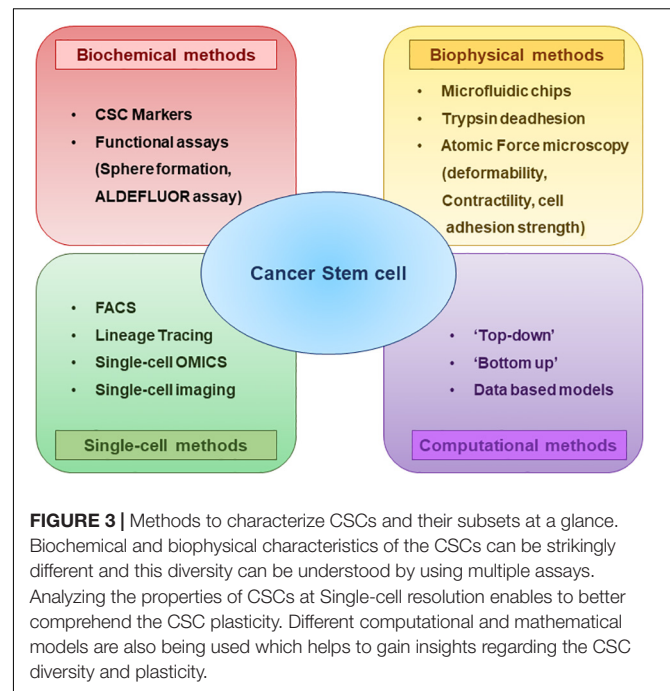 Biochemical methods
• CSC Markers
• Functional assays
(Sphere formation,
ALDEFLUOR assay)
Biophysical methods
• Microfluidic chips
• Trypsin deadhesion
• Atomic Force microscopy
(deformability,
Contractility, cell
adhesion strength)
Cancer Stem cell
• FACS
• Lineage Tracing
• Single-cell OMICS
• Single-cell imaging
Single-cell methods
• ‘Top-down’
• ‘Bottom up’
• Data based models
Computational methods
FIGURE 3 | Methods to characterize CSCs and their subsets at a glance.
Biochemical and biophysical characteristics of the CSCs can be strikingly
different and this diversity can be understood by using multiple assays.
Analyzing the properties of CSCs at Single-cell resolution enables to better
comprehend the CSC plasticity. Different computational and mathematical
models are also being used which helps to gain insights regarding the CSC
diversity and plasticity.